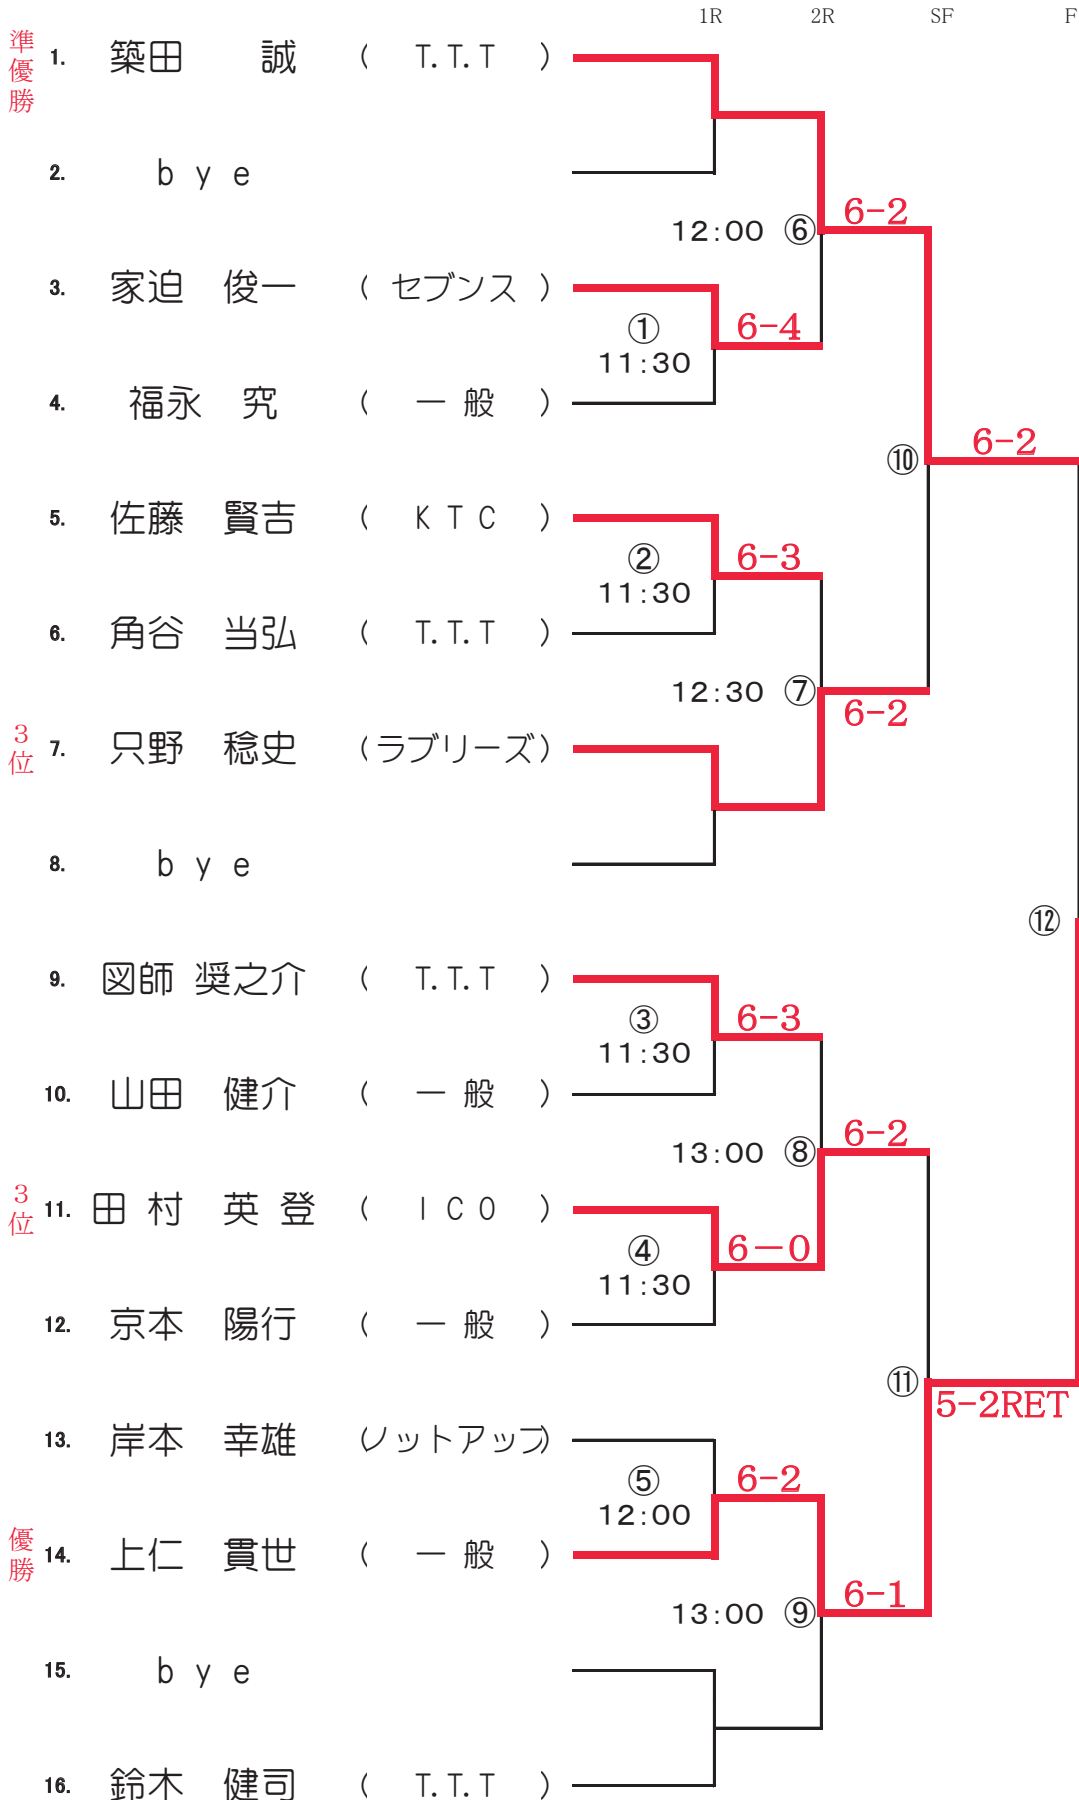 1R 2R SF F
準優勝 1. 築田 誠 ( T.T.T )
2. bye
12:00 ⑥ 6-2
3. 家迫 俊一 ( セブンス )
① 6-4
11:30
4. 福永 究 ( 一般 )
⑩ 6-2
5. 佐藤 賢吉 ( KTC )
② 6-3
11:30
6. 角谷 当弘 ( T.T.T )
12:30 ⑦ 6-2
3位 7. 只野 稔史 (ラブリーズ)
8. bye
⑫
9. 図師 奨之介 ( T.T.T )
③ 6-3
11:30
10. 山田 健介 ( 一般 )
13:00 ⑧ 6-2
3位 11. 田村 英登 ( ICO )
④ 6-0
11:30
12. 京本 陽行 ( 一般 )
⑪ 5-2RET
13. 岸本 幸雄 (ノットアップ)
⑤ 6-2
12:00
優勝 14. 上仁 貫世 ( 一般 )
13:00 ⑨ 6-1
15. bye
16. 鈴木 健司 ( T.T.T )